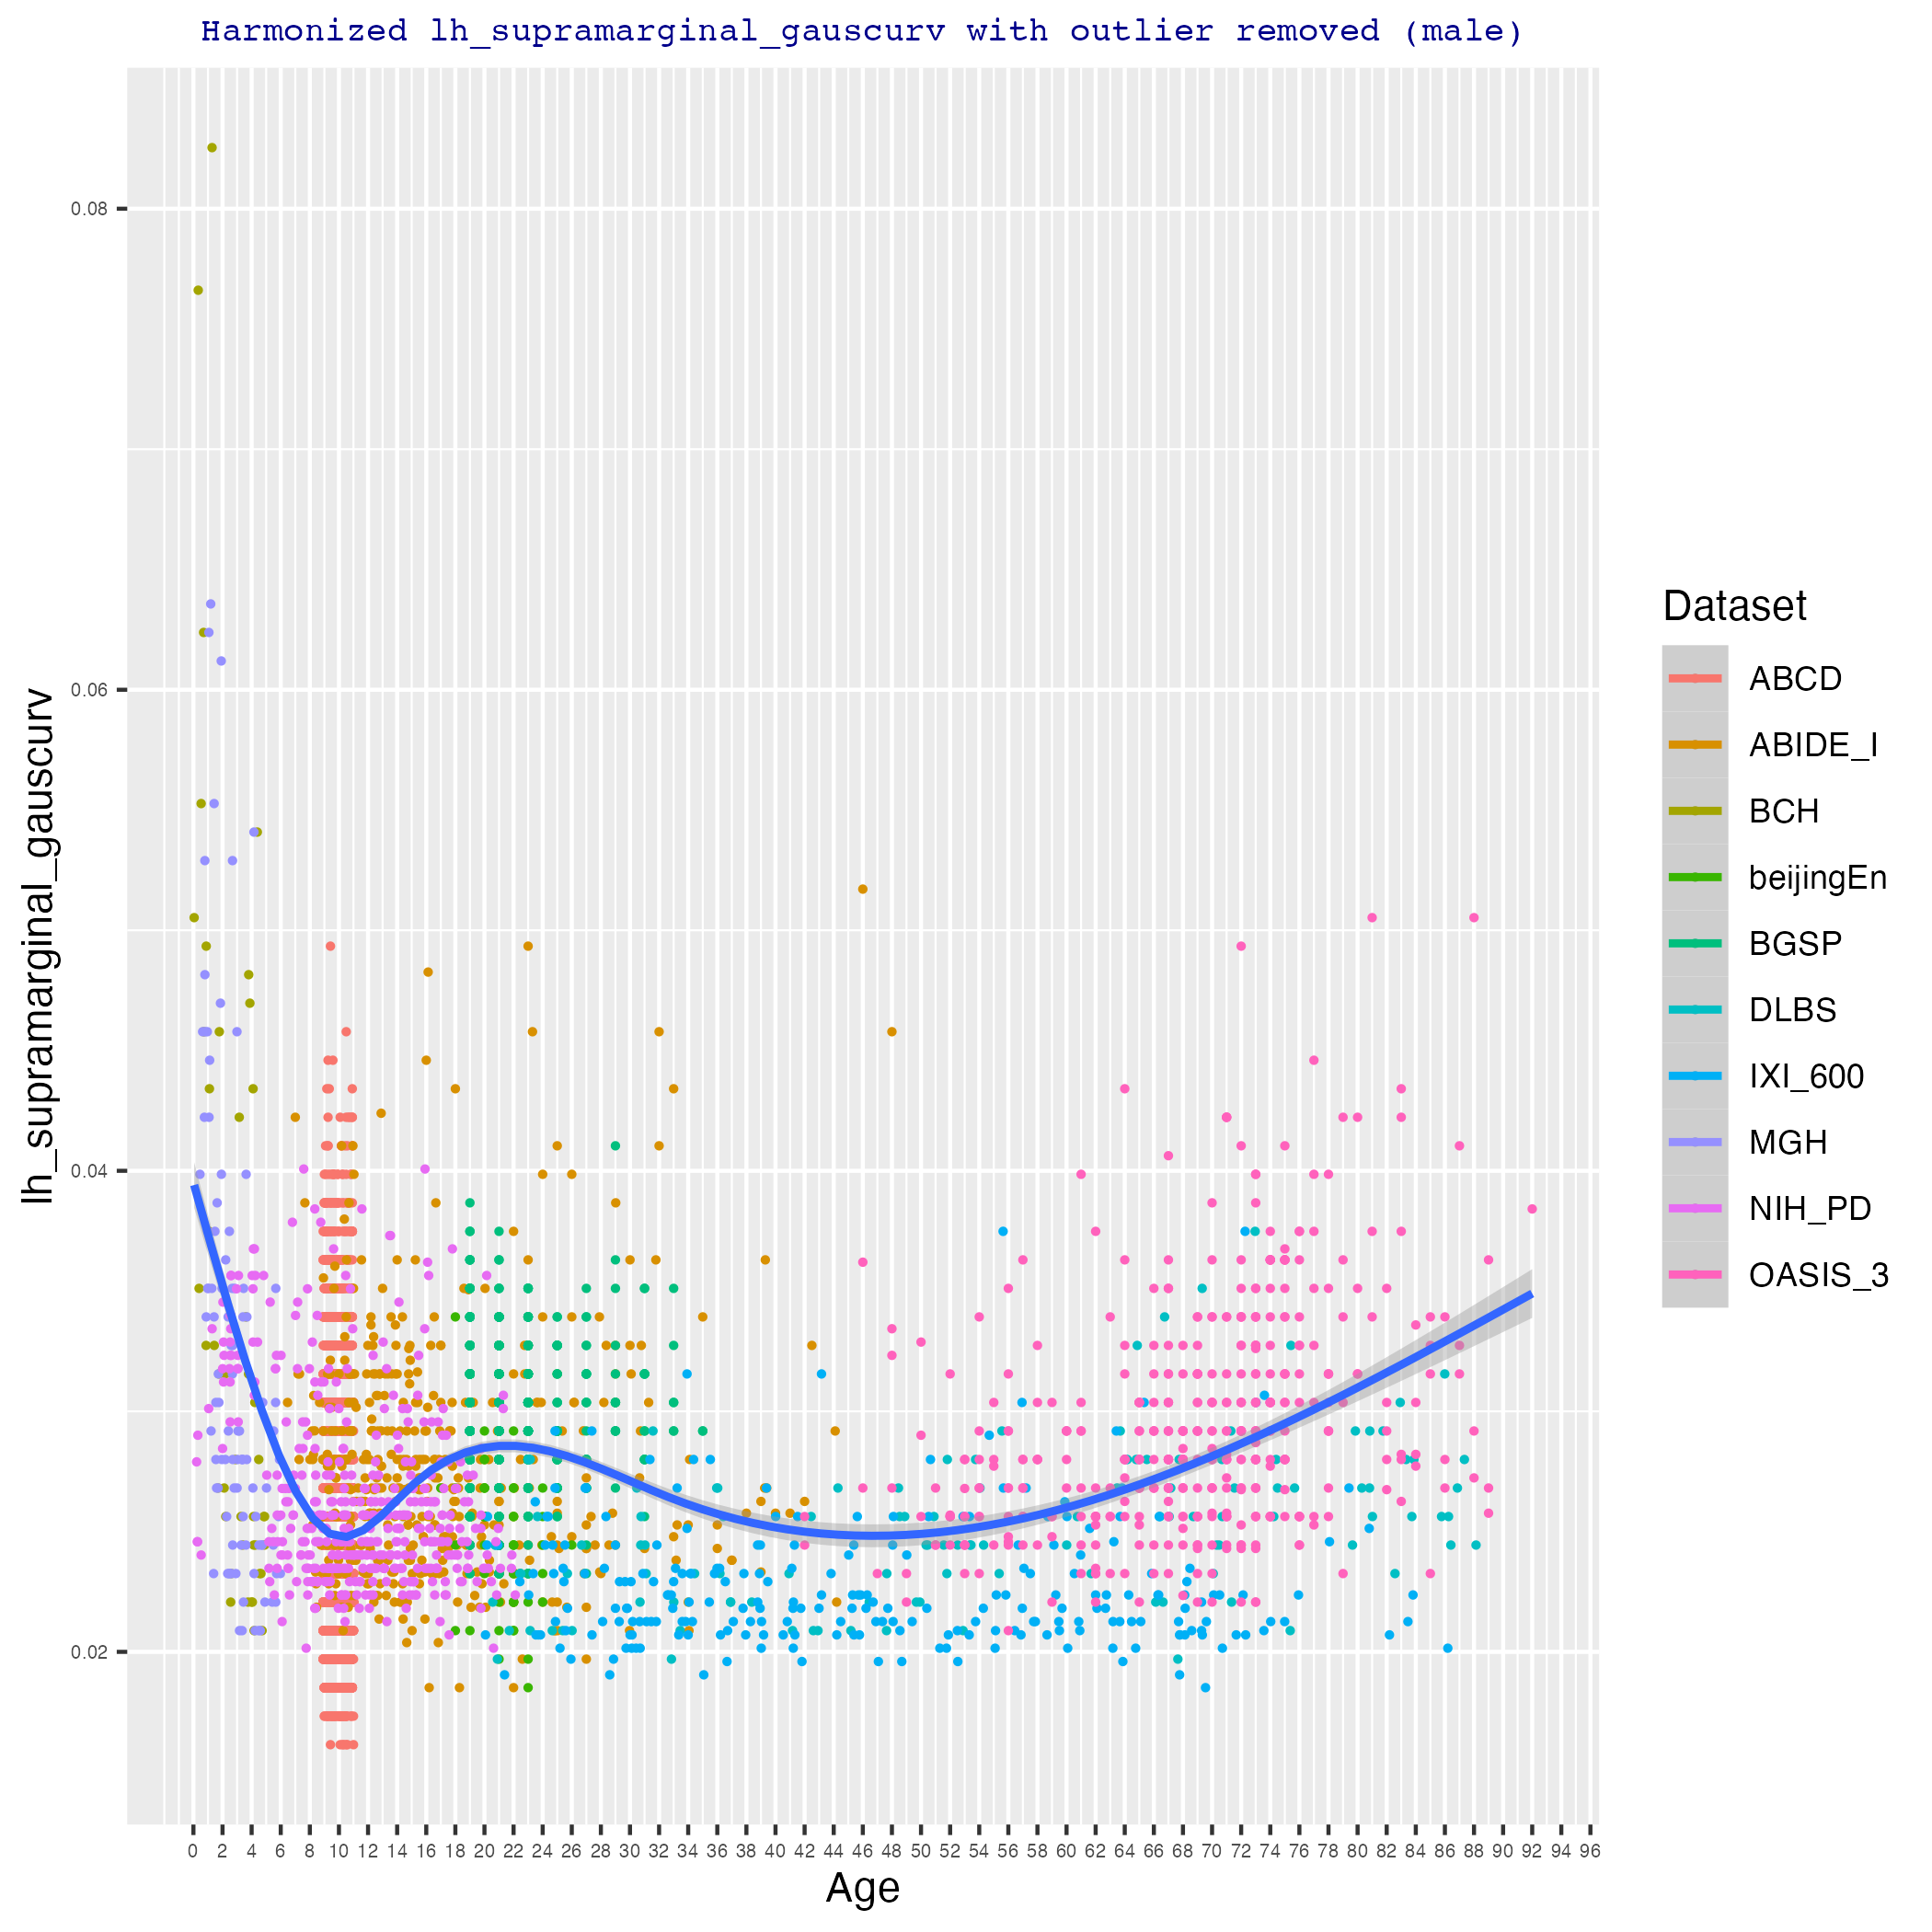 Harmonized lh_supramarginal_gauscurv with outlier removed (male)
0.08
0.06
0.04
0.02
lh_supramarginal_gauscurv
0 2 4 6 8 10 12 14 16 18 20 22 24 26 28 30 32 34 36 38 40 42 44 46 48 50 52 54 56 58 60 62 64 66 68 70 72 74 76 78 80 82 84 86 88 90 92 94 96
Age
Dataset
ABCD
ABIDE_I
BCH
beijingEn
BGSP
DLBS
IXI_600
MGH
NIH_PD
OASIS_3